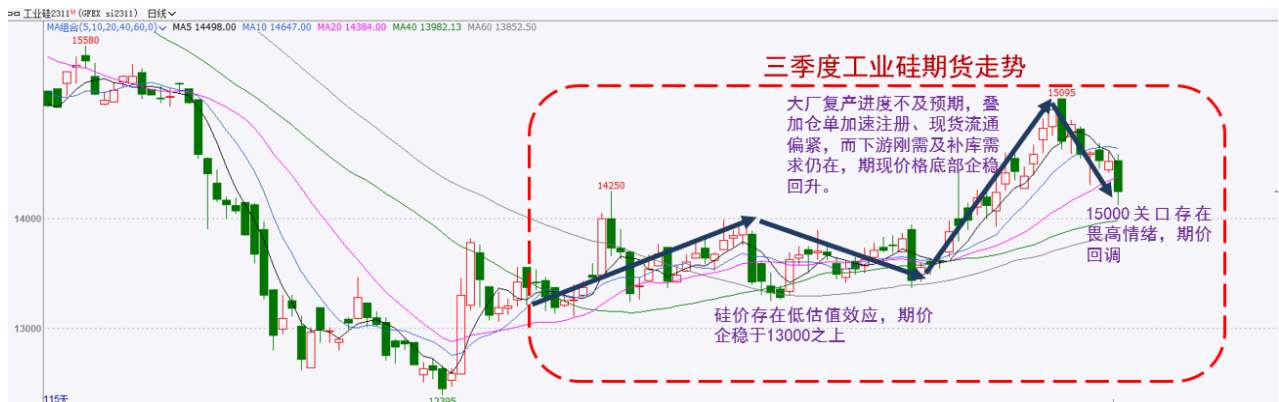 工业硅2311M (GFEX si2311) 日线
MA组合(5,10,20,40,60,0) MA5 14498.00 MA10 14647.00 MA20 14384.00 MA40 13982.13 MA60 13852.50
15580
三季度工业硅期货走势
15095
大厂复产进度不及预期，叠
加仓单加速注册、现货流通
偏紧，而下游刚需及补库需
求仍在，期现价格底部企稳
回升。
14250
14000
15000关口存在
畏高情绪，期价
回调
硅价存在低估值效应，期价
企稳于13000之上
13000
12395
115天